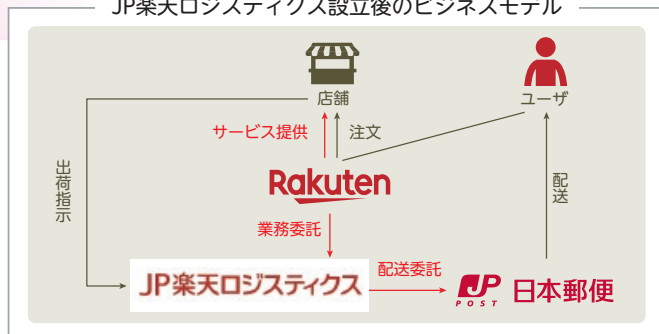 JP楽天ロジスティクス設立後のビジネスモデル
店舗
ユーザ
サービス提供
注文
出荷指示
Rakuten
配送
業務委託
JP楽天ロジスティクス
配送委託
JP POST 日本郵便